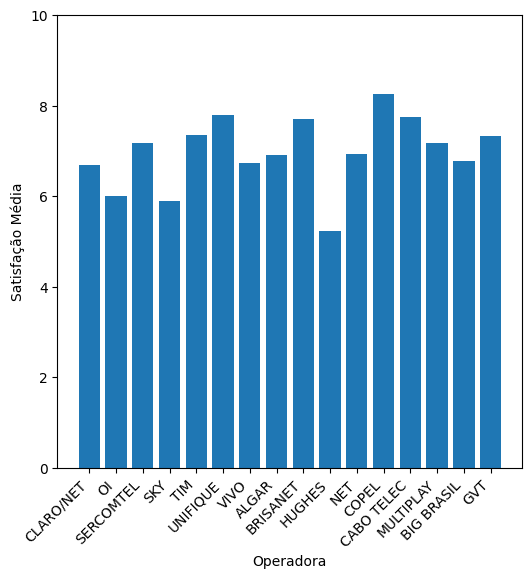 10
8
6
4
2
0
Satisfação Média
CLARO/NET
OI
SERCOMTEL
SKY
TIM
UNIFIQUE
VIVO
ALGAR
BRISANET
HUGHES
NET
COPEL
CABO TELEC
MULTIPLAY
BIG BRASIL
GVT
Operadora